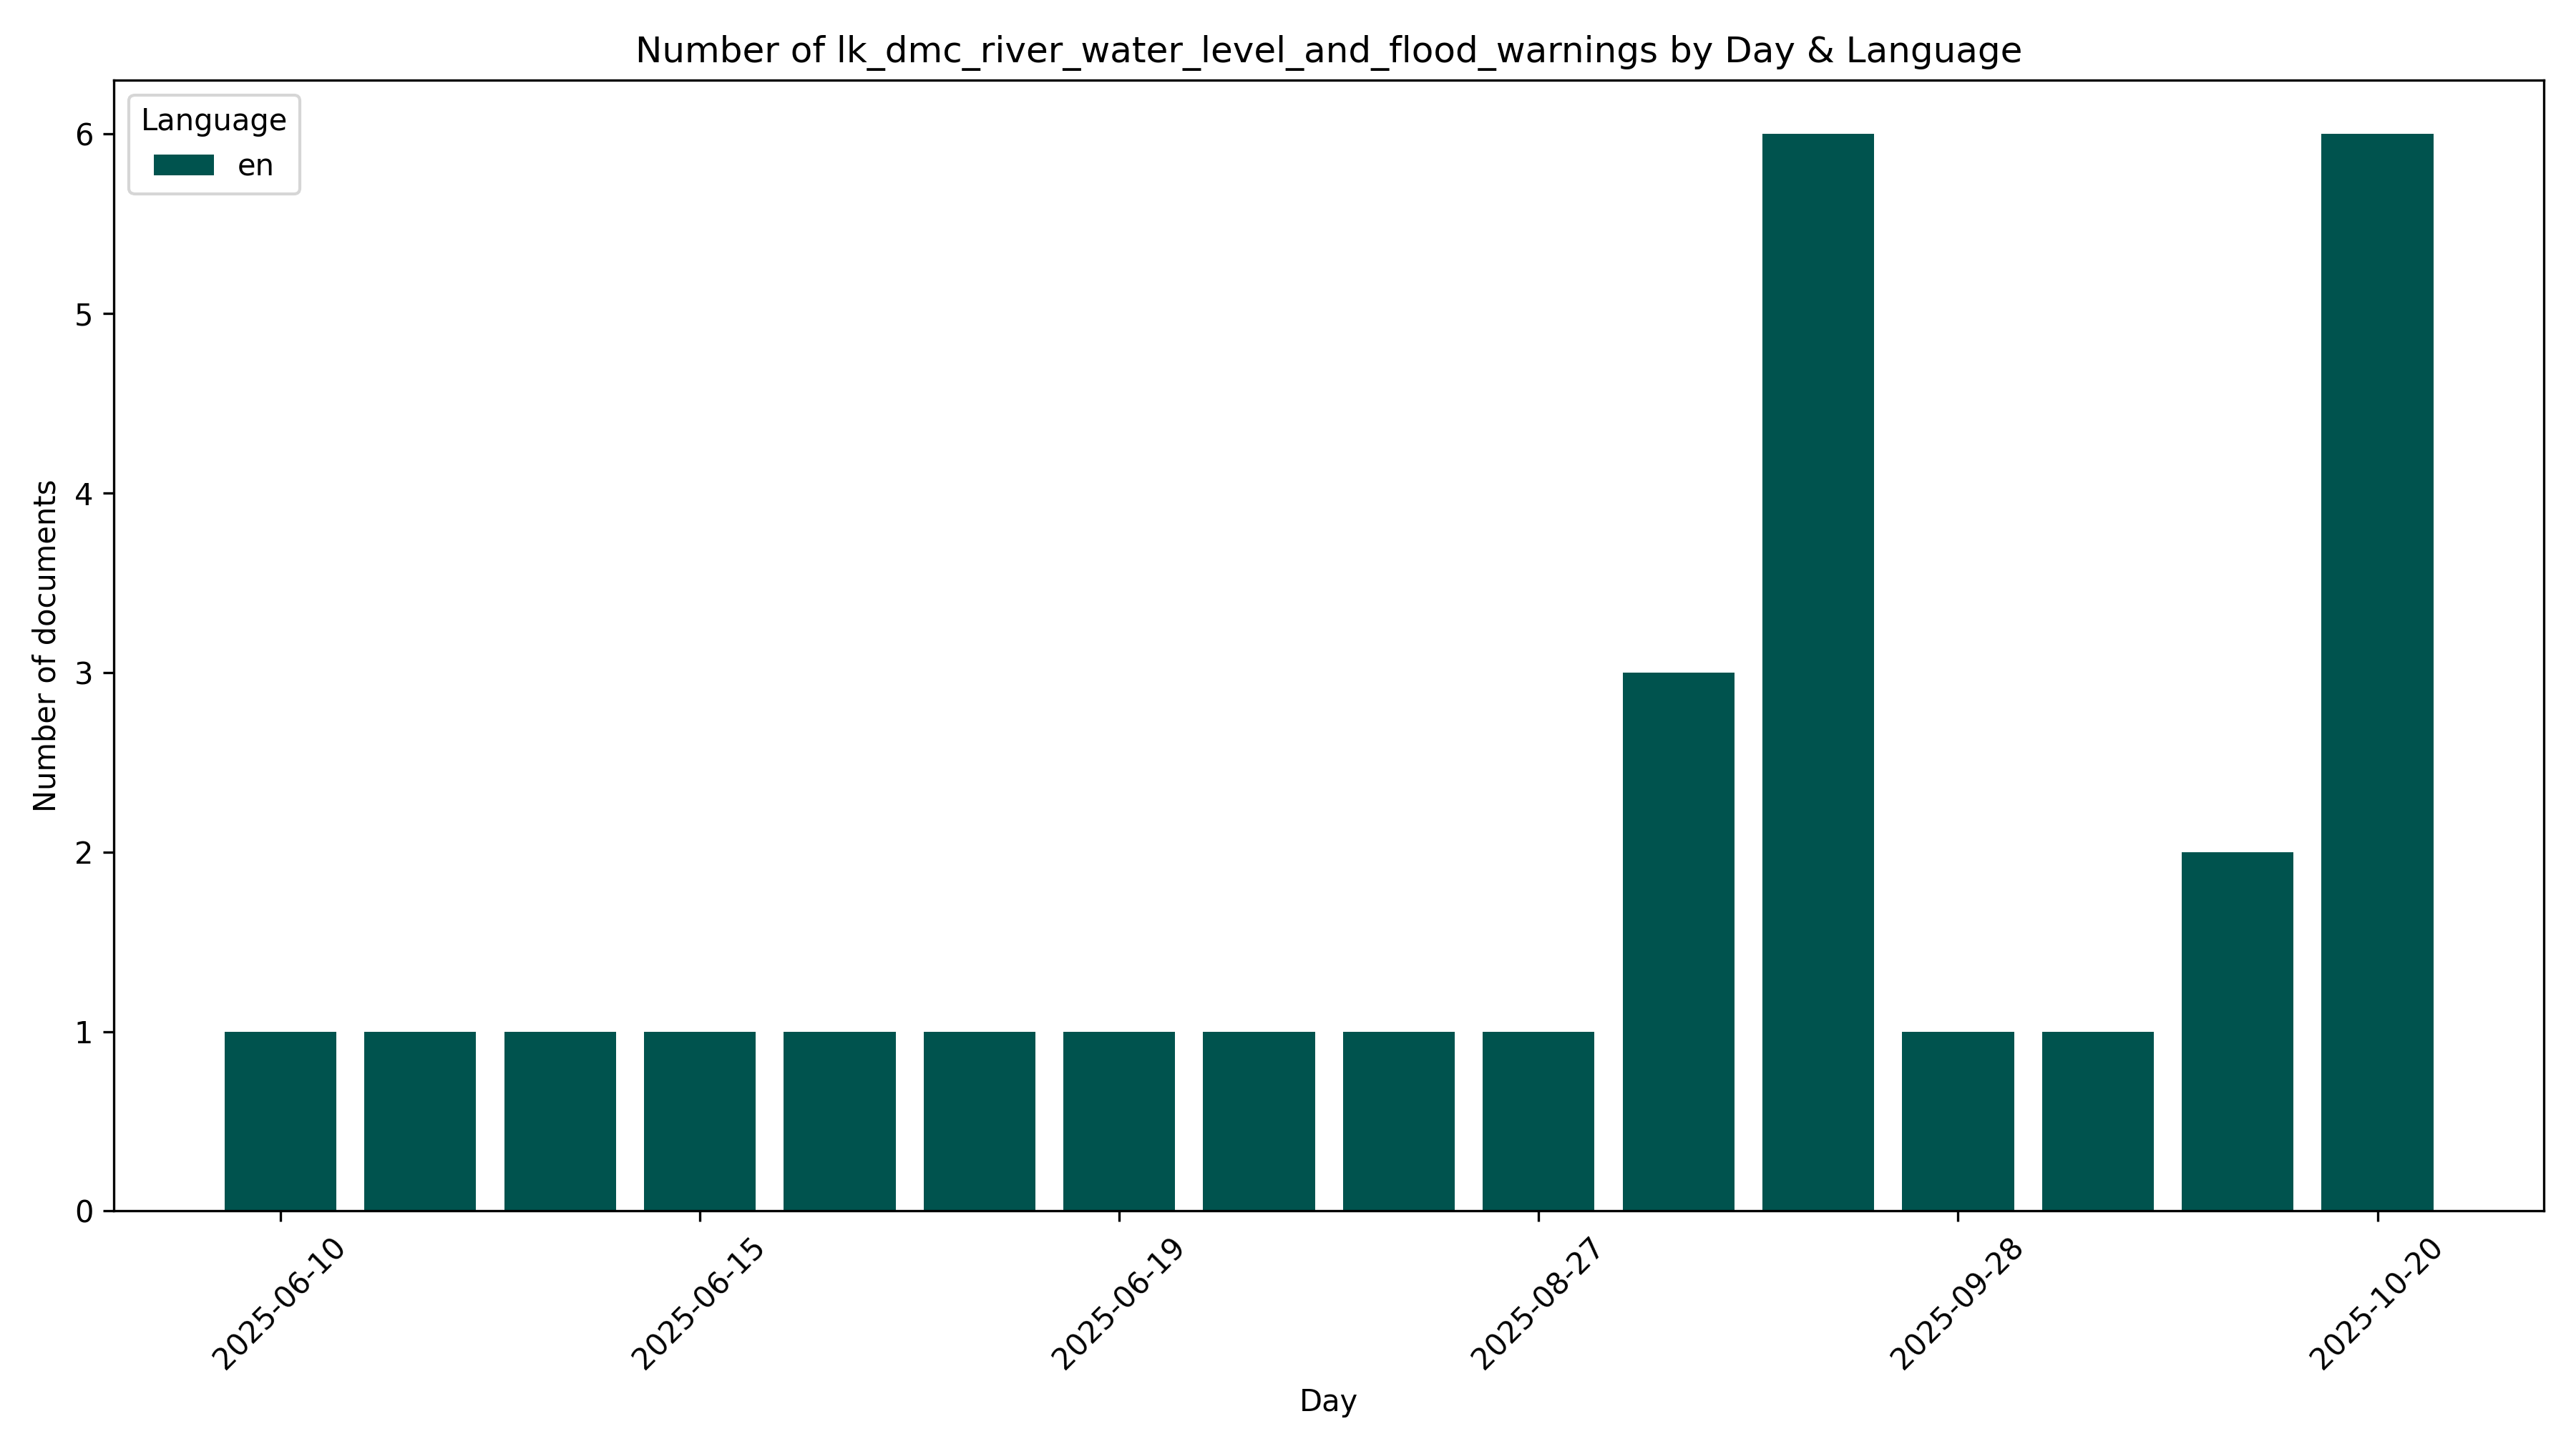 Number of lk_dmc_river_water_level_and_flood_warnings by Day & Language
Language
en
Number of documents
6
5
4
3
2
1
0
2025-06-10
2025-06-15
2025-06-19
2025-08-27
2025-09-28
2025-10-20
Day